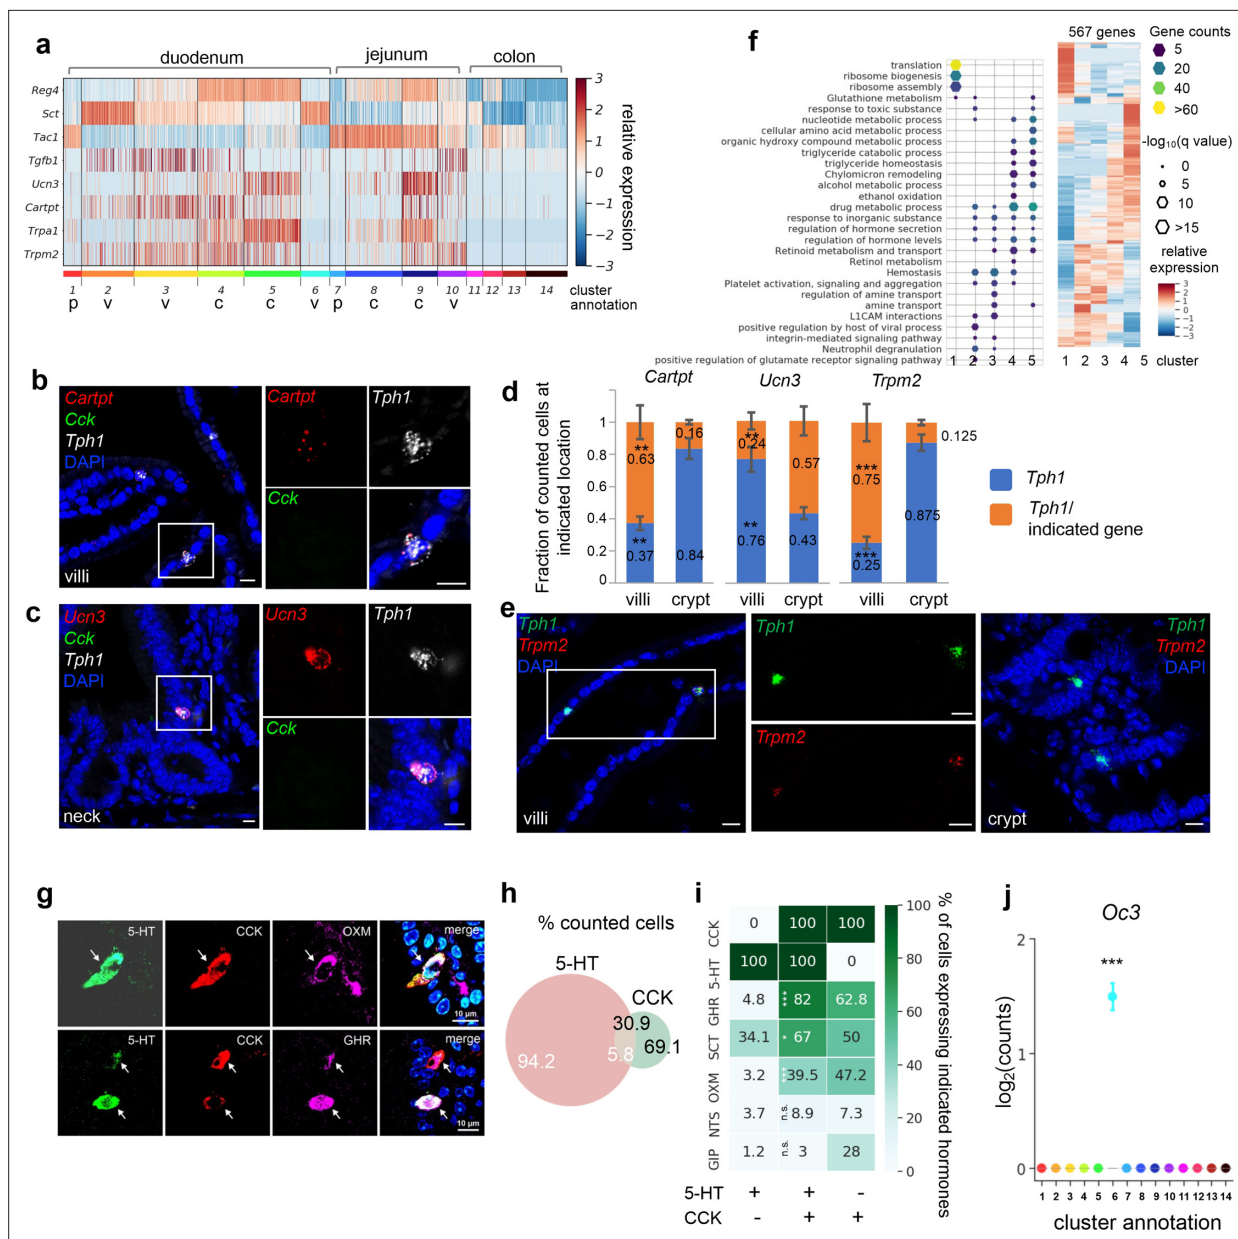 a
duodenum
jejunum
colon
Reg4
Sct
Tac1
Tgfb1
Ucn3
Cartpt
Trpa1
Trpm2
3
2
1
0
−1
−2
−3
relative expression
1 2 3 4 5 6 7 8 9 10 11 12 13 14
cluster
p v v c c v p c c v
annotation
f
567 genes
translation
ribosome biogenesis
ribosome assembly
Glutathione metabolism
response to toxic substance
nucleotide metabolic process
cellular amino acid metabolic process
organic hydroxy compound metabolic process
triglyceride catabolic process
triglyceride homeostasis
Chylomicron remodeling
alcohol metabolic process
ethanol oxidation
drug metabolic process
response to inorganic substance
regulation of hormone secretion
regulation of hormone levels
Retinoid metabolism and transport
Retinol metabolism
Hemostasis
Platelet activation, signaling and aggregation
regulation of amine transport
amine transport
L1CAM interactions
positive regulation by host of viral process
integrin-mediated signaling pathway
Neutrophil degranulation
positive regulation of glutamate receptor signaling pathway
1 2 3 4 5
1 2 3 4 5 cluster
Gene counts
5
20
40
>60
-log10(q value)
0
5
10
>15
relative
expression
3
2
1
0
−1
−2
−3
b
Cartpt
Cck
Tph1
DAPI
villi
Cartpt
Tph1
Cck
c
Ucn3
Cck
Tph1
DAPI
neck
Ucn3
Tph1
Cck
d
Cartpt
Ucn3
Trpm2
Fraction of counted cells at
indicated location
1
0.8
0.6
0.4
0.2
0
**
0.63
**
0.37
0.16
0.84
**
0.24
**
0.76
0.57
0.43
***
0.75
***
0.25
0.125
0.875
villi crypt villi crypt villi crypt
Tph1
Tph1/
indicated gene
e
Tph1
Trpm2
DAPI
villi
Tph1
Trpm2
Tph1
Trpm2
DAPI
crypt
g
5-HT
CCK
OXM
merge
10 µm
5-HT
CCK
GHR
merge
10 µm
h
% counted cells
5-HT
CCK
94.2
5.8
30.9
69.1
i
CCK 0 100 100
5-HT 100 100 0
GHR 4.8 *** 82 62.8
SCT 34.1 * 67 50
OXM 3.2 ** 39.5 47.2
NTS 3.7 n.s. 8.9 7.3
GIP 1.2 n.s. 3 28
5-HT + + -
CCK - + +
100
80
60
40
20
0
% of cells expressing indicated hormones
j
Oc3
***
log2(counts)
2
1
0
1 2 3 4 5 6 7 8 9 10 11 12 13 14
cluster annotation